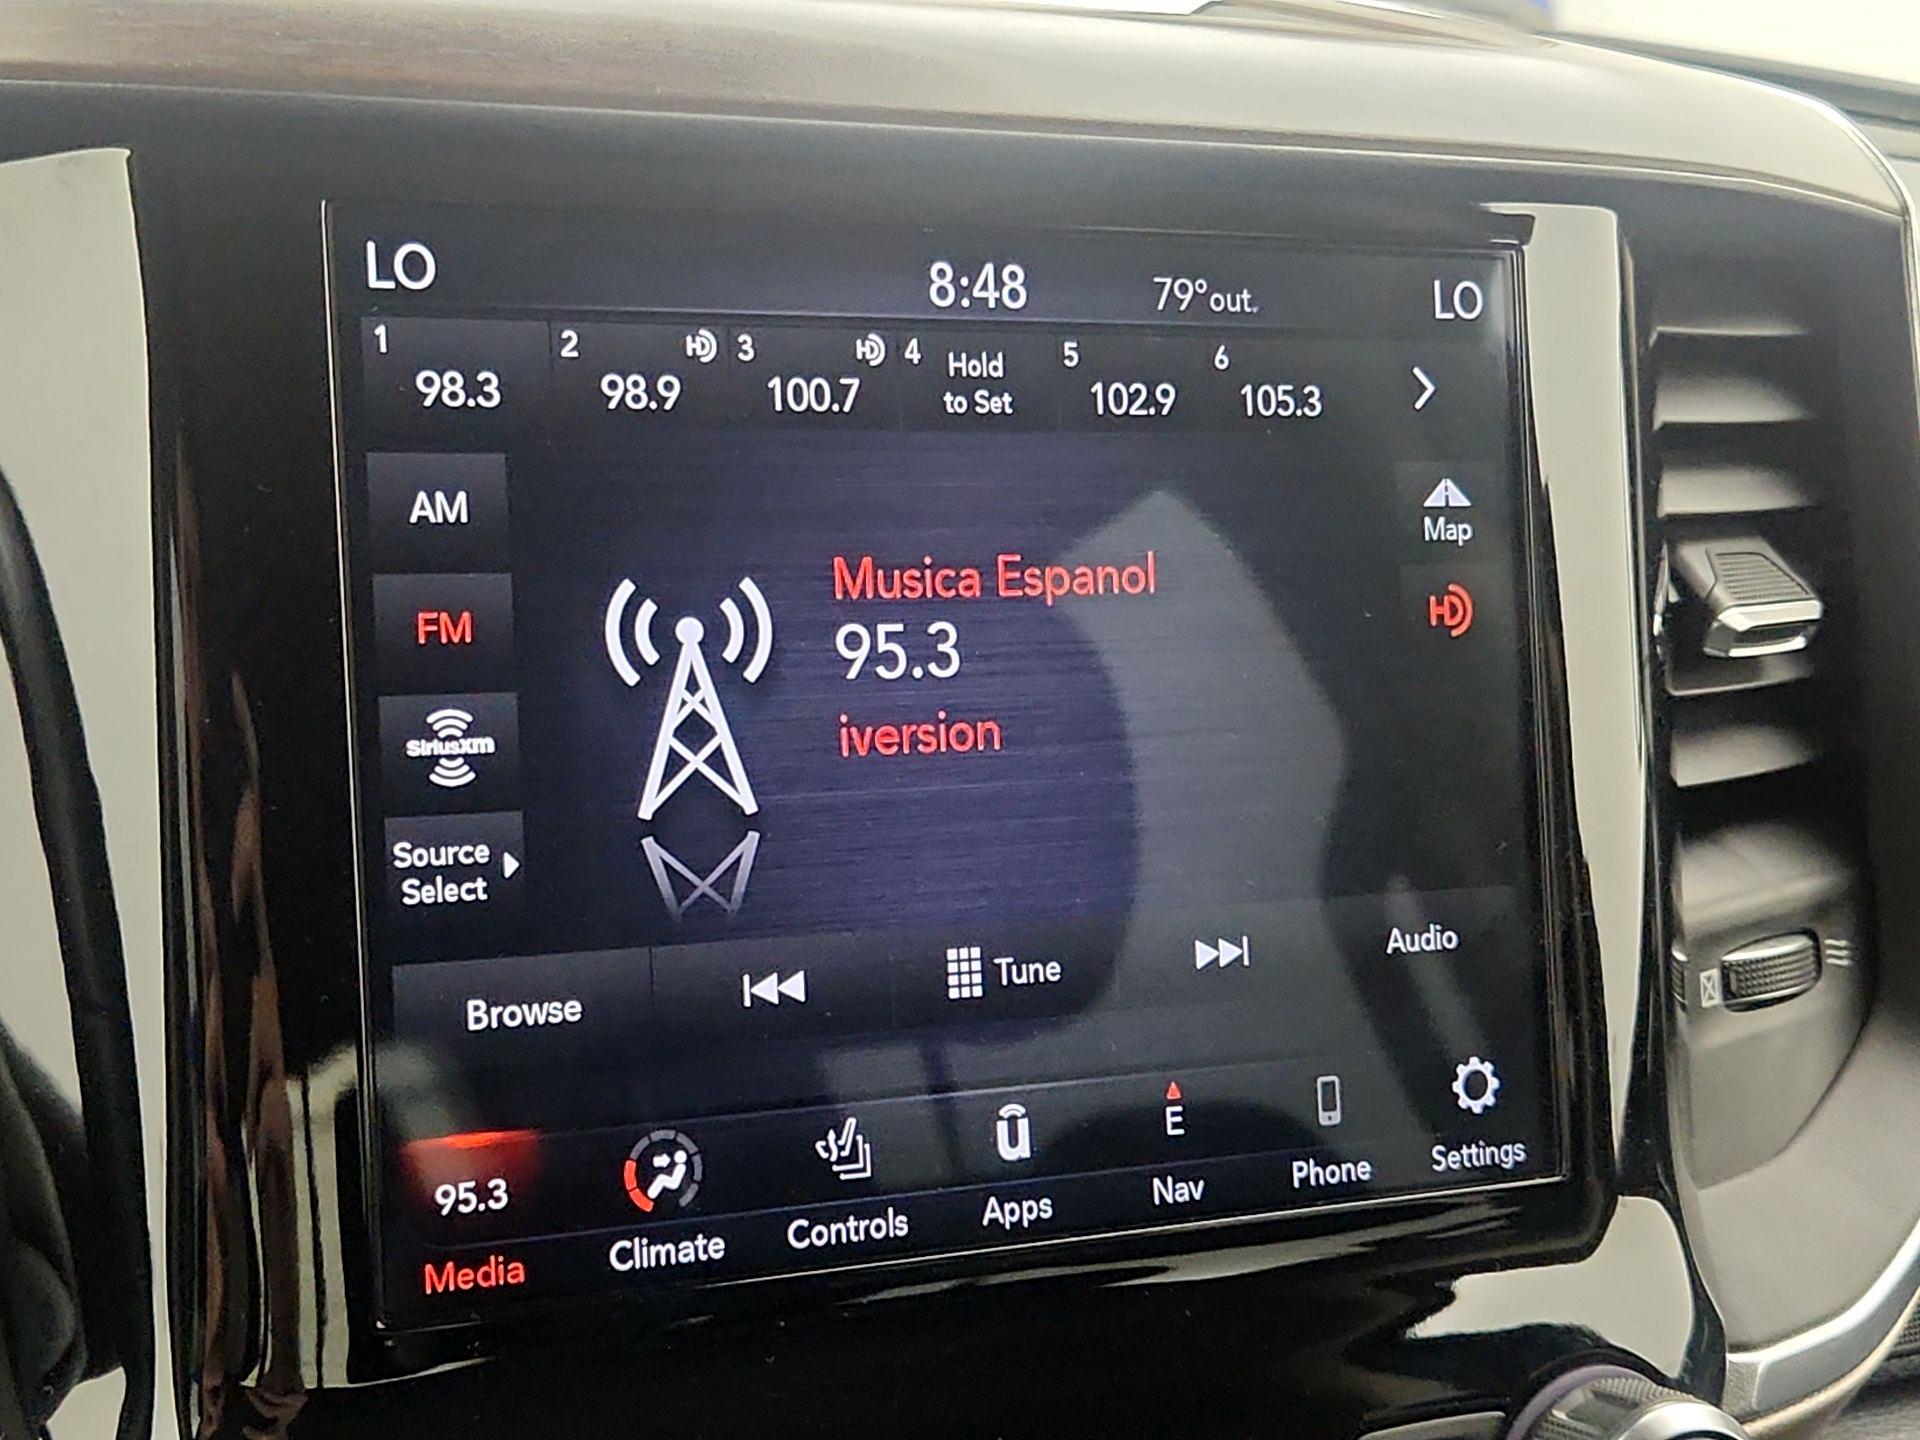 LO 8:48 79°out. LO
1 2 HD 3 HD 4 5 6
98.3 98.9 100.7 Hold 102.9 105.3
to Set
AM
Map
Musica Espanol
FM
95.3
HD
iversion
SiriusXM
Source
Select
Browse
Tune
Audio
95.3
E
Media
Climate
Controls
Apps
Nav
Phone
Settings